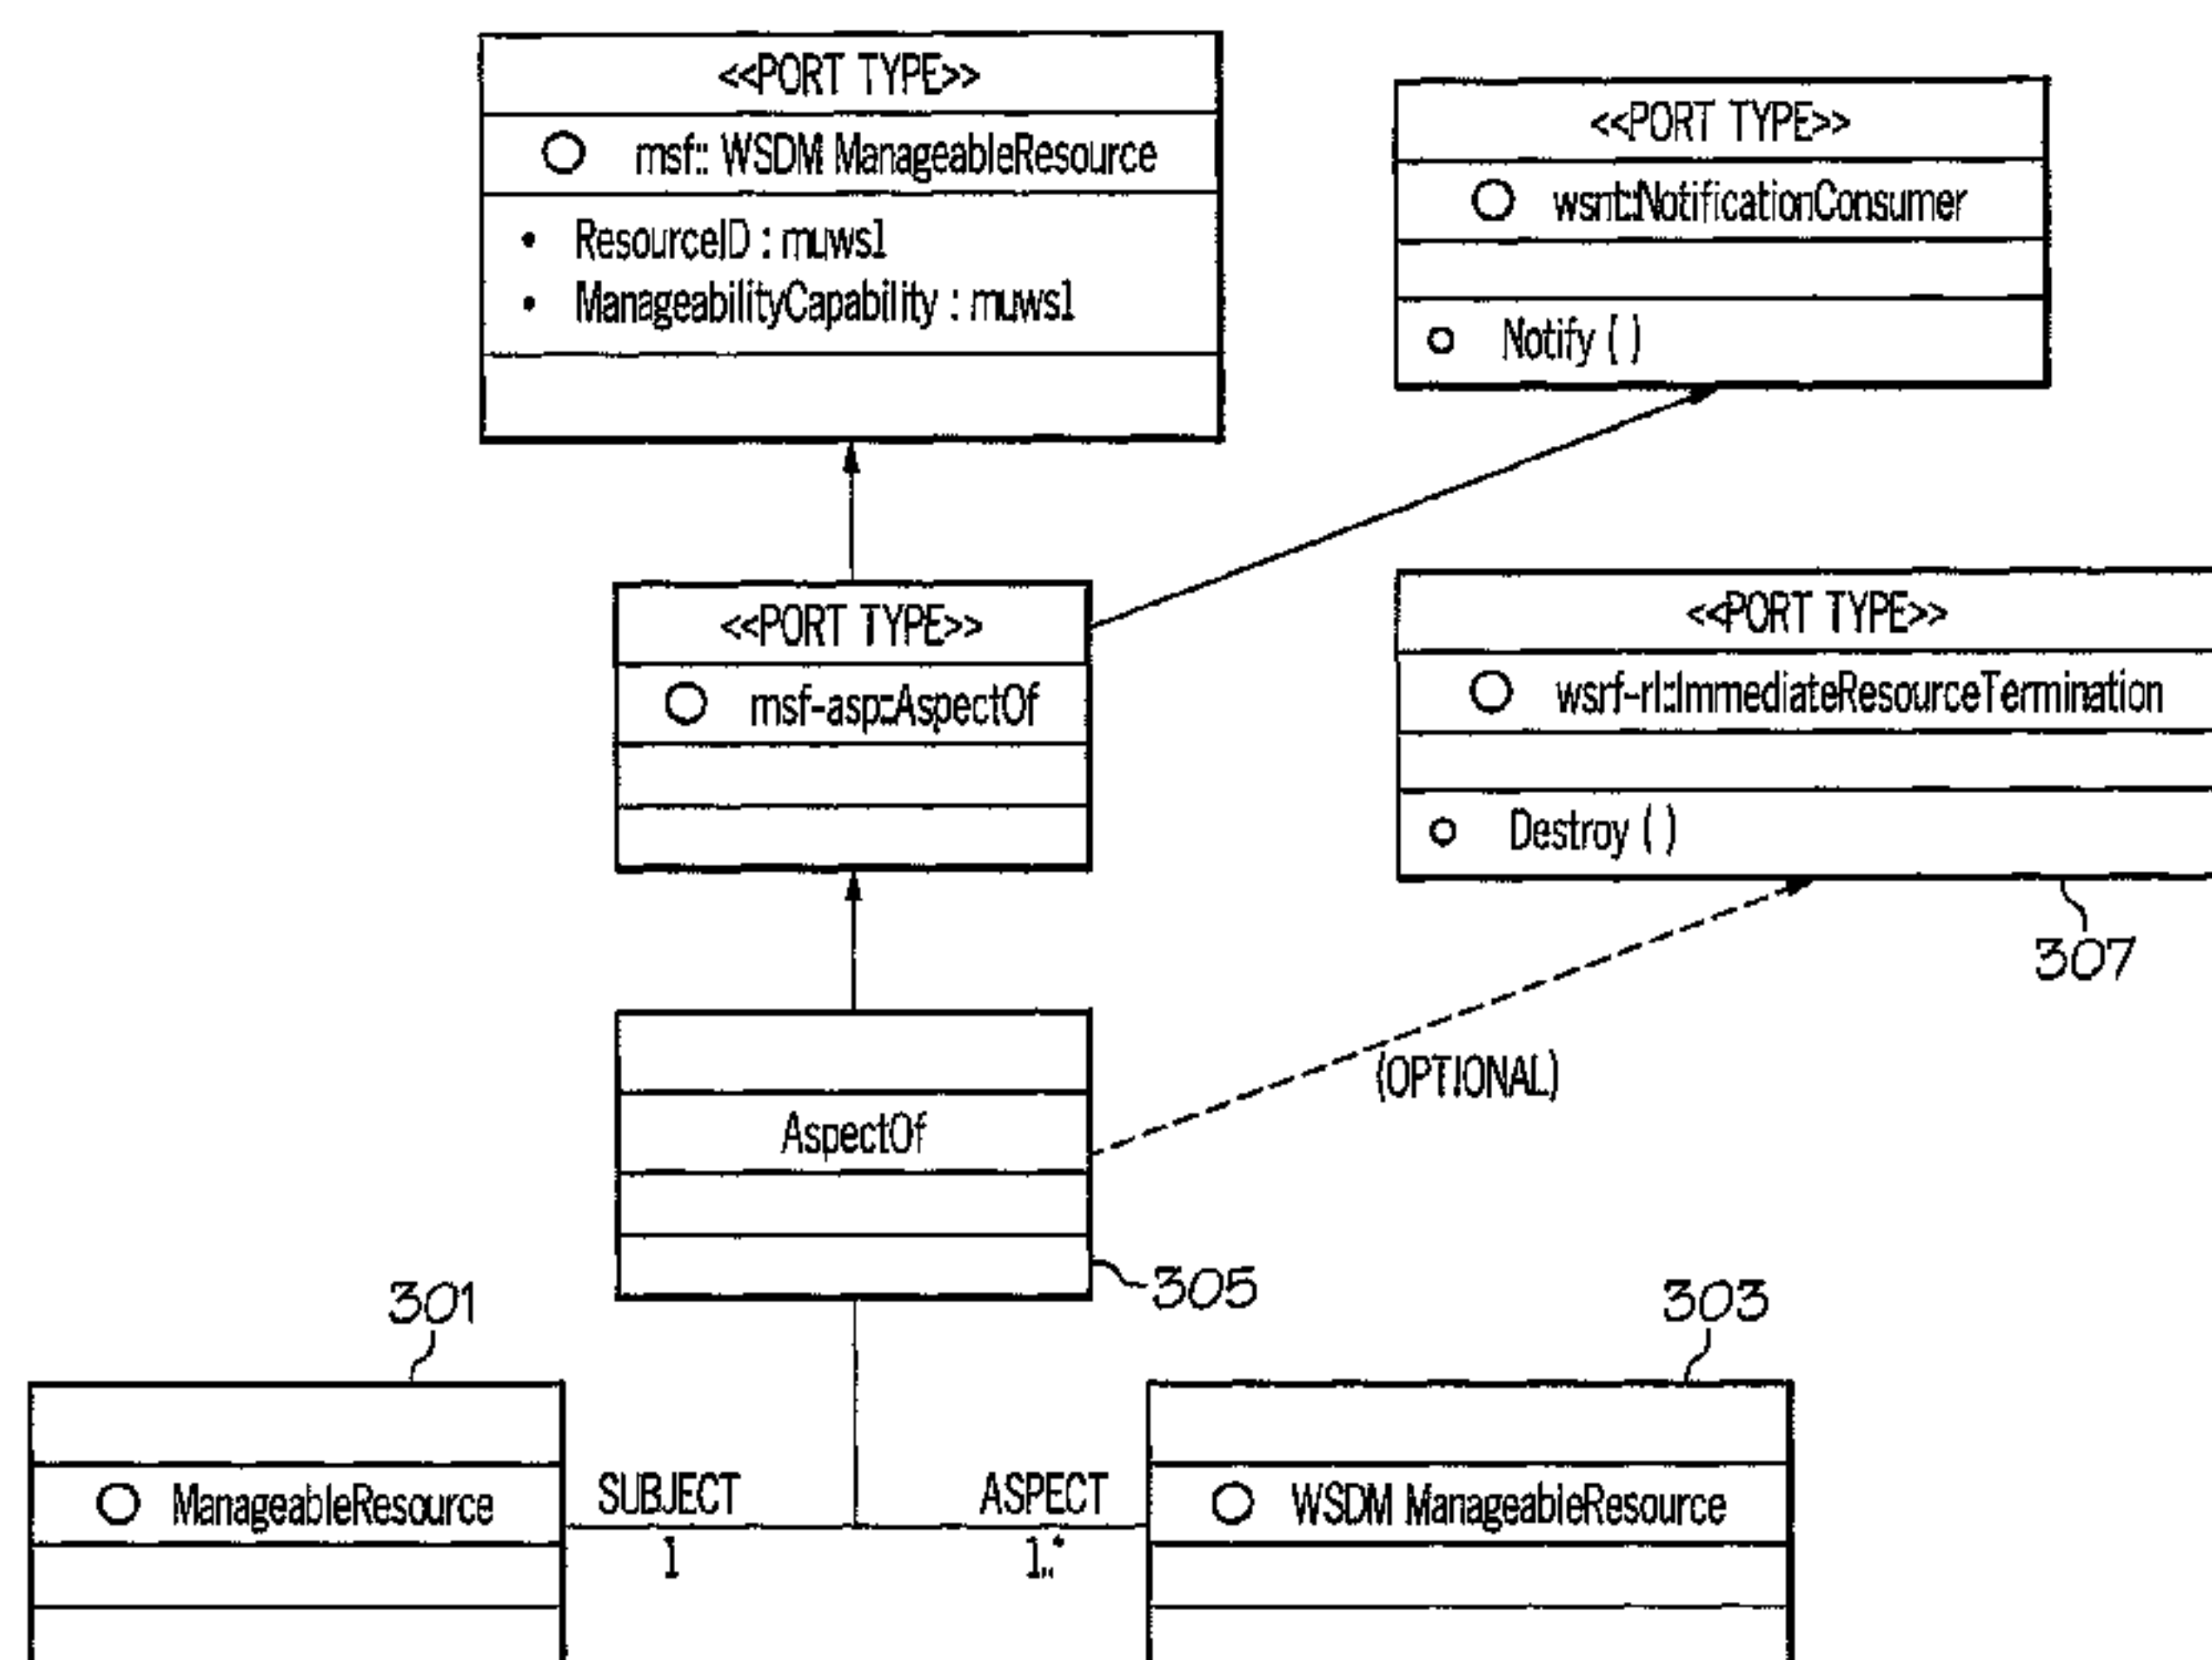 <<PORT TYPE>>
msf:: WSDM ManageableResource
• ResourceID : muws1
• ManageabilityCapability : muws1
<<PORT TYPE>>
wsnt::NotificationConsumer
Notify ( )
<<PORT TYPE>>
msf-asp::AspectOf
<<PORT TYPE>>
wsrf-rl::ImmediateResourceTermination
Destroy ( )
307
(OPTIONAL)
AspectOf
305
301
303
ManageableResource
SUBJECT
1
ASPECT
1..*
WSDM ManageableResource